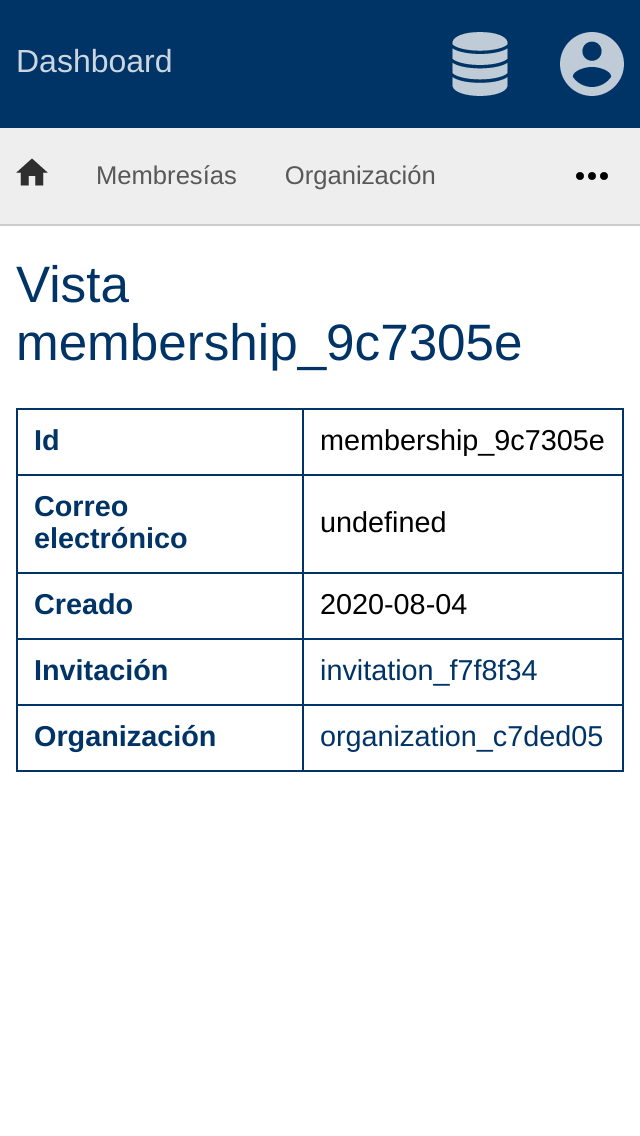 Dashboard
Membresías Organización
Vista
membership_9c7305e
Id membership_9c7305e
Correo
electrónico undefined
Creado 2020-08-04
Invitación invitation_f7f8f34
Organización organization_c7ded05